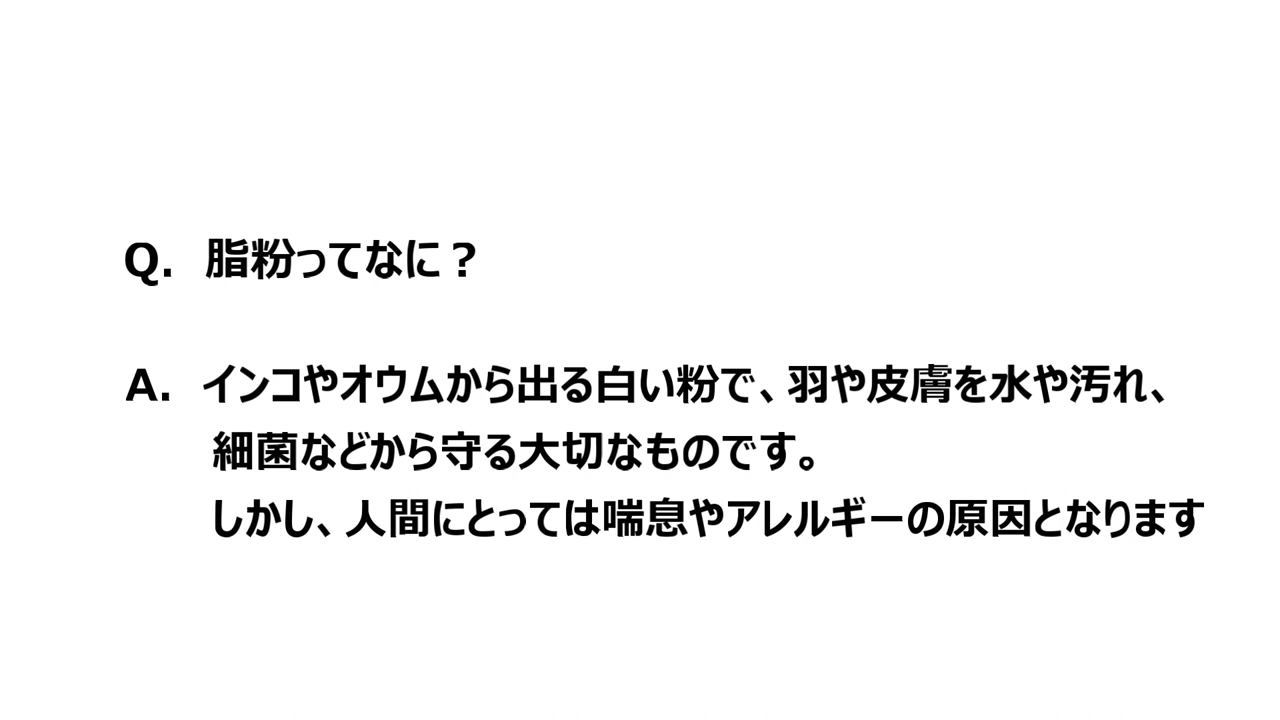 Q. 脂粉ってなに？
A. インコやオウムから出る白い粉で、羽や皮膚を水や汚れ、
細菌などから守る大切なものです。
しかし、人間にとっては喘息やアレルギーの原因となります